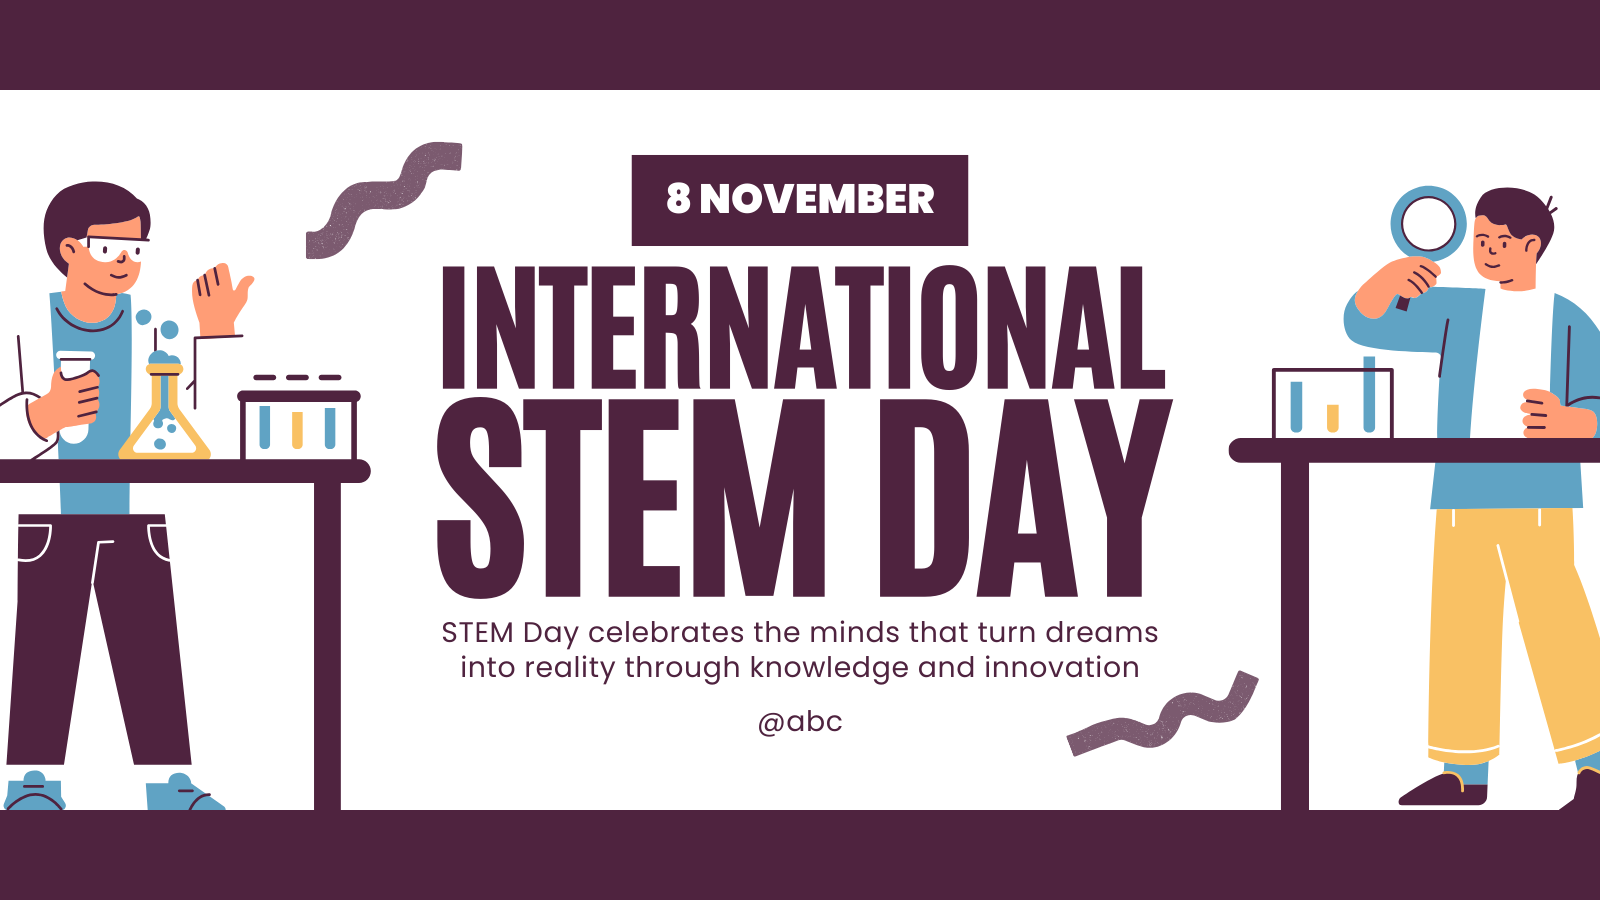 8 NOVEMBER
INTERNATIONAL
STEM DAY
STEM Day celebrates the minds that turn dreams
into reality through knowledge and innovation
@abc